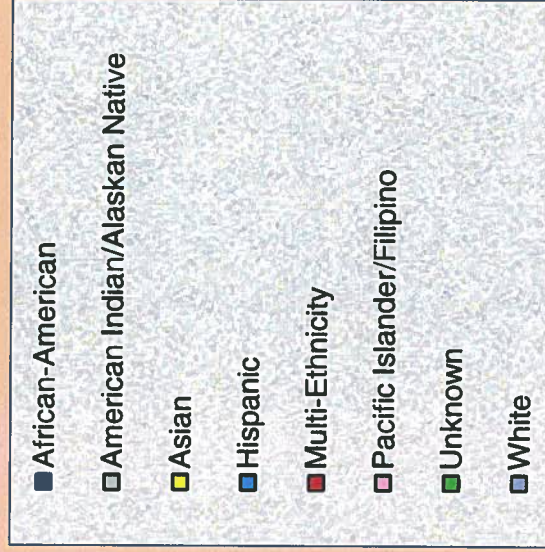 African-American
American Indian/Alaskan Native
Asian
Hispanic
Multi-Ethnicity
Pacific Islander/Filipino
Unknown
White